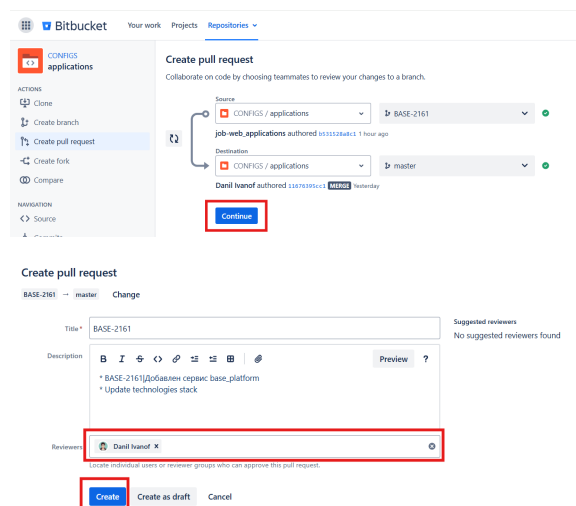 Bitbucket Your work Projects Repositories
CONFIGS
applications
ACTIONS
Clone
Create branch
Create pull request
Create fork
Compare
NAVIGATION
Source
Create pull request
Collaborate on code by choosing teammates to review your changes to a branch.
Source
CONFIGS / applications BASE-2161
job-web_applications authored b531528a8c1 1 hour ago
Destination
CONFIGS / applications master
Danil Ivanof authored 11676395cc1 MERGE Yesterday
Continue
Create pull request
BASE-2161 → master Change
Title * BASE-2161
Description
Preview ?
* BASE-2161|Добавлен сервис base_platform
* Update technologies stack
Reviewers Danil Ivanof ×
Locate individual users or reviewer groups who can approve this pull request.
Create Create as draft Cancel
Suggested reviewers
No suggested reviewers found